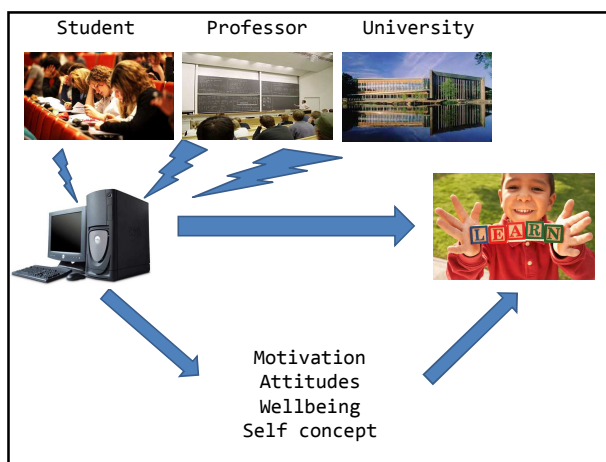 Student Professor University
LEARN
Motivation
Attitudes
Wellbeing
Self concept